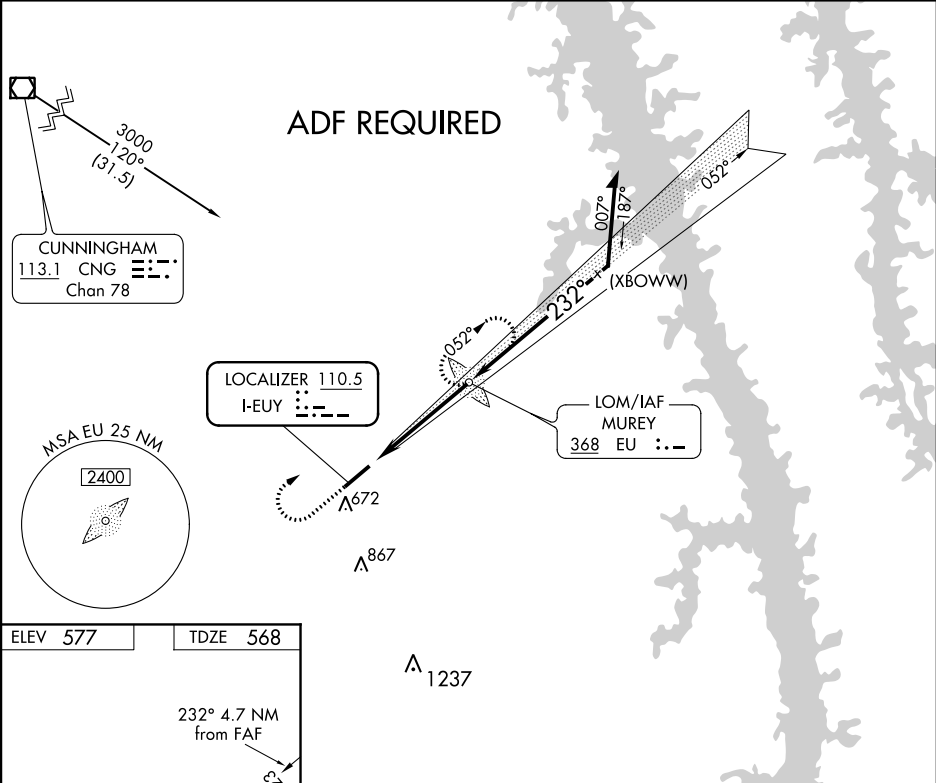 ADF REQUIRED
3000
120°
(31.5)
CUNNINGHAM
113.1 CNG
Chan 78
052°
007°
187°
232°
(XBOWW)
052°
LOCALIZER 110.5
I-EUY
LOM/IAF
MUREY
368 EU
MSA EU 25 NM
2400
672
867
1237
ELEV 577
TDZE 568
232° 4.7 NM
from FAF